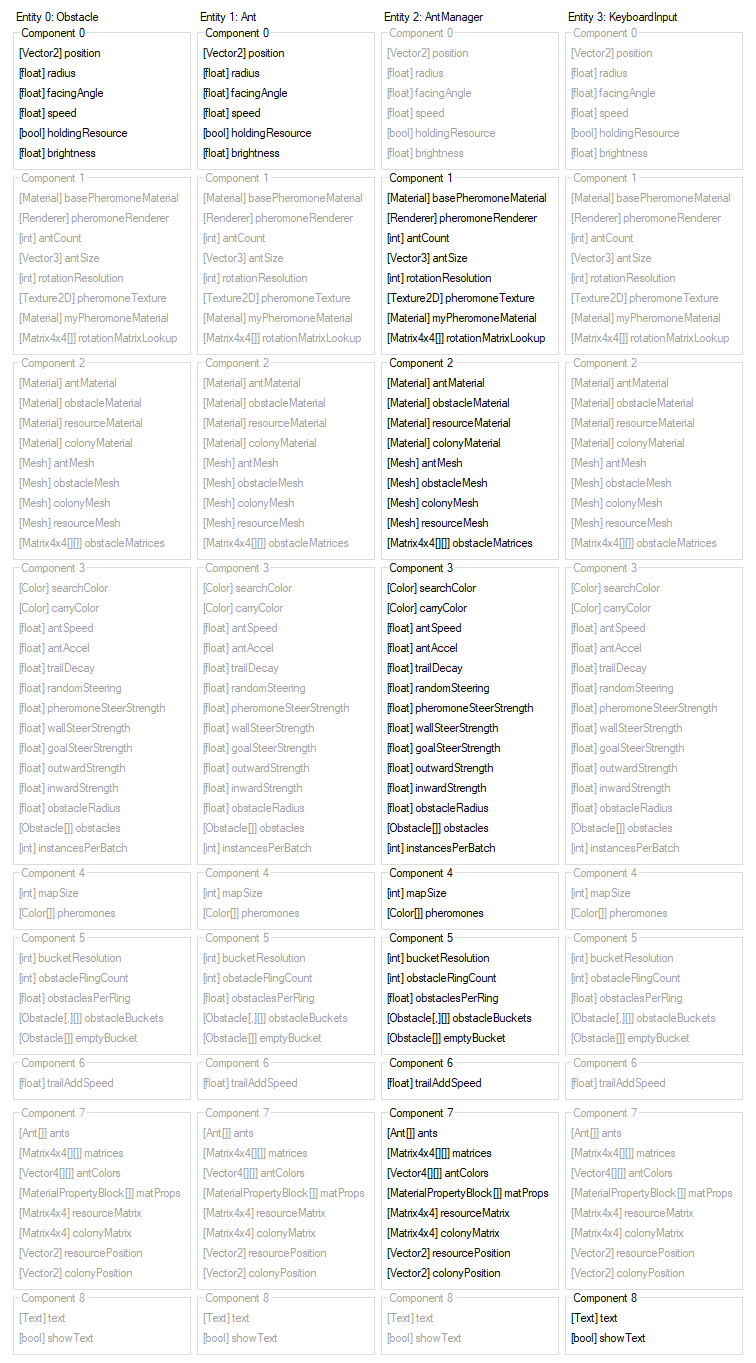 Entity 0: Obstacle
Component 0
[Vector2] position
[float] radius
[float] facingAngle
[float] speed
[bool] holdingResource
[float] brightness
Component 1
[Material] basePheromoneMaterial
[Renderer] pheromoneRenderer
[int] antCount
[Vector3] antSize
[int] rotationResolution
[Texture2D] pheromoneTexture
[Material] myPheromoneMaterial
[Matrix4x4[]] rotationMatrixLookup
Component 2
[Material] antMaterial
[Material] obstacleMaterial
[Material] resourceMaterial
[Material] colonyMaterial
[Mesh] antMesh
[Mesh] obstacleMesh
[Mesh] colonyMesh
[Mesh] resourceMesh
[Matrix4x4[][]] obstacleMatrices
Component 3
[Color] searchColor
[Color] carryColor
[float] antSpeed
[float] antAccel
[float] trailDecay
[float] randomSteering
[float] pheromoneSteerStrength
[float] wallSteerStrength
[float] goalSteerStrength
[float] outwardStrength
[float] inwardStrength
[float] obstacleRadius
[Obstacle[]] obstacles
[int] instancesPerBatch
Component 4
[int] mapSize
[Color[]] pheromones
Component 5
[int] bucketResolution
[int] obstacleRingCount
[float] obstaclesPerRing
[Obstacle[,][]] obstacleBuckets
[Obstacle[]] emptyBucket
Component 6
[float] trailAddSpeed
Component 7
[Ant[]] ants
[Matrix4x4[][]] matrices
[Vector4[][]] antColors
[MaterialPropertyBlock[]] matProps
[Matrix4x4] resourceMatrix
[Matrix4x4] colonyMatrix
[Vector2] resourcePosition
[Vector2] colonyPosition
Component 8
[Text] text
[bool] showText
Entity 1: Ant
Component 0
[Vector2] position
[float] radius
[float] facingAngle
[float] speed
[bool] holdingResource
[float] brightness
Component 1
[Material] basePheromoneMaterial
[Renderer] pheromoneRenderer
[int] antCount
[Vector3] antSize
[int] rotationResolution
[Texture2D] pheromoneTexture
[Material] myPheromoneMaterial
[Matrix4x4[]] rotationMatrixLookup
Component 2
[Material] antMaterial
[Material] obstacleMaterial
[Material] resourceMaterial
[Material] colonyMaterial
[Mesh] antMesh
[Mesh] obstacleMesh
[Mesh] colonyMesh
[Mesh] resourceMesh
[Matrix4x4[][]] obstacleMatrices
Component 3
[Color] searchColor
[Color] carryColor
[float] antSpeed
[float] antAccel
[float] trailDecay
[float] randomSteering
[float] pheromoneSteerStrength
[float] wallSteerStrength
[float] goalSteerStrength
[float] outwardStrength
[float] inwardStrength
[float] obstacleRadius
[Obstacle[]] obstacles
[int] instancesPerBatch
Component 4
[int] mapSize
[Color[]] pheromones
Component 5
[int] bucketResolution
[int] obstacleRingCount
[float] obstaclesPerRing
[Obstacle[,][]] obstacleBuckets
[Obstacle[]] emptyBucket
Component 6
[float] trailAddSpeed
Component 7
[Ant[]] ants
[Matrix4x4[][]] matrices
[Vector4[][]] antColors
[MaterialPropertyBlock[]] matProps
[Matrix4x4] resourceMatrix
[Matrix4x4] colonyMatrix
[Vector2] resourcePosition
[Vector2] colonyPosition
Component 8
[Text] text
[bool] showText
Entity 2: AntManager
Component 0
[Vector2] position
[float] radius
[float] facingAngle
[float] speed
[bool] holdingResource
[float] brightness
Component 1
[Material] basePheromoneMaterial
[Renderer] pheromoneRenderer
[int] antCount
[Vector3] antSize
[int] rotationResolution
[Texture2D] pheromoneTexture
[Material] myPheromoneMaterial
[Matrix4x4[]] rotationMatrixLookup
Component 2
[Material] antMaterial
[Material] obstacleMaterial
[Material] resourceMaterial
[Material] colonyMaterial
[Mesh] antMesh
[Mesh] obstacleMesh
[Mesh] colonyMesh
[Mesh] resourceMesh
[Matrix4x4[][]] obstacleMatrices
Component 3
[Color] searchColor
[Color] carryColor
[float] antSpeed
[float] antAccel
[float] trailDecay
[float] randomSteering
[float] pheromoneSteerStrength
[float] wallSteerStrength
[float] goalSteerStrength
[float] outwardStrength
[float] inwardStrength
[float] obstacleRadius
[Obstacle[]] obstacles
[int] instancesPerBatch
Component 4
[int] mapSize
[Color[]] pheromones
Component 5
[int] bucketResolution
[int] obstacleRingCount
[float] obstaclesPerRing
[Obstacle[,][]] obstacleBuckets
[Obstacle[]] emptyBucket
Component 6
[float] trailAddSpeed
Component 7
[Ant[]] ants
[Matrix4x4[][]] matrices
[Vector4[][]] antColors
[MaterialPropertyBlock[]] matProps
[Matrix4x4] resourceMatrix
[Matrix4x4] colonyMatrix
[Vector2] resourcePosition
[Vector2] colonyPosition
Component 8
[Text] text
[bool] showText
Entity 3: KeyboardInput
Component 0
[Vector2] position
[float] radius
[float] facingAngle
[float] speed
[bool] holdingResource
[float] brightness
Component 1
[Material] basePheromoneMaterial
[Renderer] pheromoneRenderer
[int] antCount
[Vector3] antSize
[int] rotationResolution
[Texture2D] pheromoneTexture
[Material] myPheromoneMaterial
[Matrix4x4[]] rotationMatrixLookup
Component 2
[Material] antMaterial
[Material] obstacleMaterial
[Material] resourceMaterial
[Material] colonyMaterial
[Mesh] antMesh
[Mesh] obstacleMesh
[Mesh] colonyMesh
[Mesh] resourceMesh
[Matrix4x4[][]] obstacleMatrices
Component 3
[Color] searchColor
[Color] carryColor
[float] antSpeed
[float] antAccel
[float] trailDecay
[float] randomSteering
[float] pheromoneSteerStrength
[float] wallSteerStrength
[float] goalSteerStrength
[float] outwardStrength
[float] inwardStrength
[float] obstacleRadius
[Obstacle[]] obstacles
[int] instancesPerBatch
Component 4
[int] mapSize
[Color[]] pheromones
Component 5
[int] bucketResolution
[int] obstacleRingCount
[float] obstaclesPerRing
[Obstacle[,][]] obstacleBuckets
[Obstacle[]] emptyBucket
Component 6
[float] trailAddSpeed
Component 7
[Ant[]] ants
[Matrix4x4[][]] matrices
[Vector4[][]] antColors
[MaterialPropertyBlock[]] matProps
[Matrix4x4] resourceMatrix
[Matrix4x4] colonyMatrix
[Vector2] resourcePosition
[Vector2] colonyPosition
Component 8
[Text] text
[bool] showText